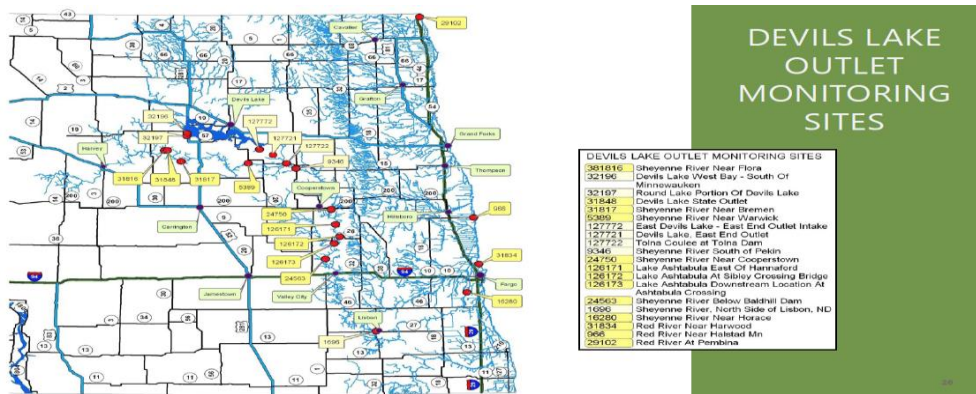 DEVILS LAKE
OUTLET
MONITORING
SITES
DEVILS LAKE OUTLET MONITORING SITES
381816 Sheyenne River Near Flora
32196 Devils Lake West Bay - South Of
Minnewauken
32197 Round Lake Portion Of Devils Lake
31848 Devils Lake State Outlet
31817 Sheyenne River Near Bremen
5389 Sheyenne River Near Warwick
127772 East Devils Lake - East End Outlet Intake
127721 Devils Lake, East End Outlet
127722 Tolna Coulee at Tolna Dam
9346 Sheyenne River South of Pekin
24750 Sheyenne River Near Cooperstown
126171 Lake Ashtabula East Of Hannaford
126172 Lake Ashtabula At Sibley Crossing Bridge
126173 Lake Ashtabula Downstream Location At
Ashtabula Crossing
24563 Sheyenne River Below Baldhill Dam
1696 Sheyenne River, North Side of Lisbon, ND
16280 Sheyenne River Near Horace
31834 Red River Near Harwood
966 Red River Near Halstad Mn
29102 Red River At Pembina
29102
Cavalier
Grafton
Devils Lake
32196
127772
32197
127721
127722
Grand Forks
Harvey
9346
Thompson
31816
31848
31817
5389
Cooperstown
24750
Hillsboro
126171
Carrington
126172
126173
31834
24563
Fargo
Jamestown
Valley City
16280
Lisbon
1696